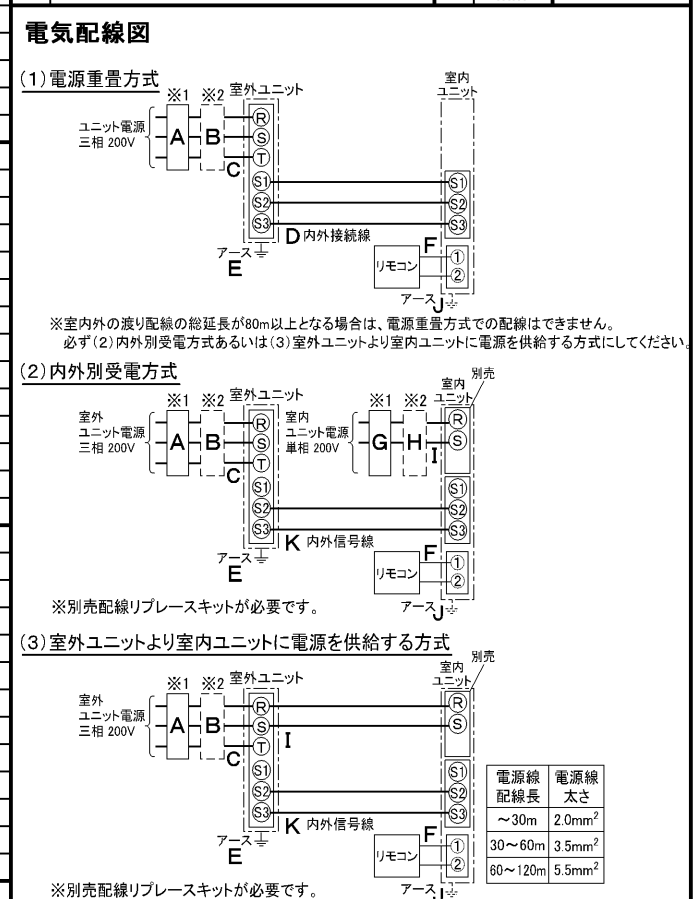 電気配線図
(1)電源重畳方式
※1 ※2 室外ユニット
室内
ユニット
ユニット電源
三相 200V
A B C
R
S
T
S1
S2
S3
S1
S2
S3
D 内外接続線
アース
E
リモコン
F
①
②
アース J
※室内外の渡り配線の総延長が80m以上となる場合は、電源重畳方式での配線はできません。
必ず(2)内外別受電方式あるいは(3)室外ユニットより室内ユニットに電源を供給する方式にしてください。
(2)内外別受電方式
※1 ※2 室外ユニット
※1 ※2
室内
ユニット
別売
室外
ユニット電源
三相 200V
A B C
R
S
T
S1
S2
S3
室内
ユニット電源
単相 200V
G H I
R
S
S1
S2
S3
K 内外信号線
アース
E
リモコン
F
①
②
アース J
※別売配線リプレースキットが必要です。
(3)室外ユニットより室内ユニットに電源を供給する方式
※1 ※2 室外ユニット
室内
ユニット
別売
室外
ユニット電源
三相 200V
A B C
R
S
T
S1
S2
S3
I
R
S
S1
S2
S3
K 内外信号線
アース
E
リモコン
F
①
②
アース J
※別売配線リプレースキットが必要です。
電源線配線長 電源線太さ
～30m 2.0mm²
30～60m 3.5mm²
60～120m 5.5mm²